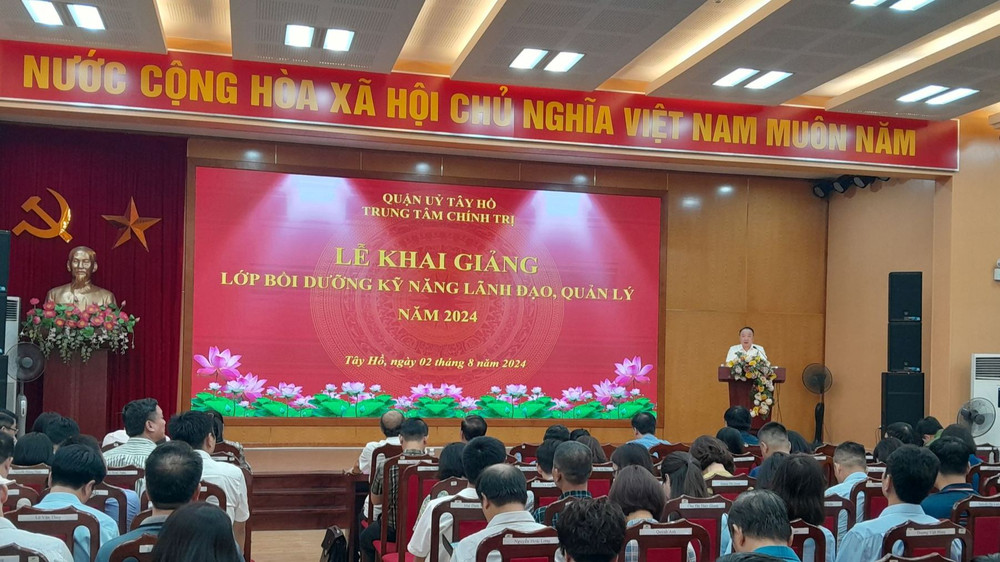 NƯỚC CỘNG HÒA XÃ HỘI CHỦ NGHĨA VIỆT NAM MUÔN NĂM
QUẬN UỶ TÂY HỒ
TRUNG TÂM CHÍNH TRỊ
LỄ KHAI GIẢNG
LỚP BỒI DƯỠNG KỸ NĂNG LÃNH ĐẠO, QUẢN LÝ
NĂM 2024
Tây Hồ, ngày 02 tháng 8 năm 2024